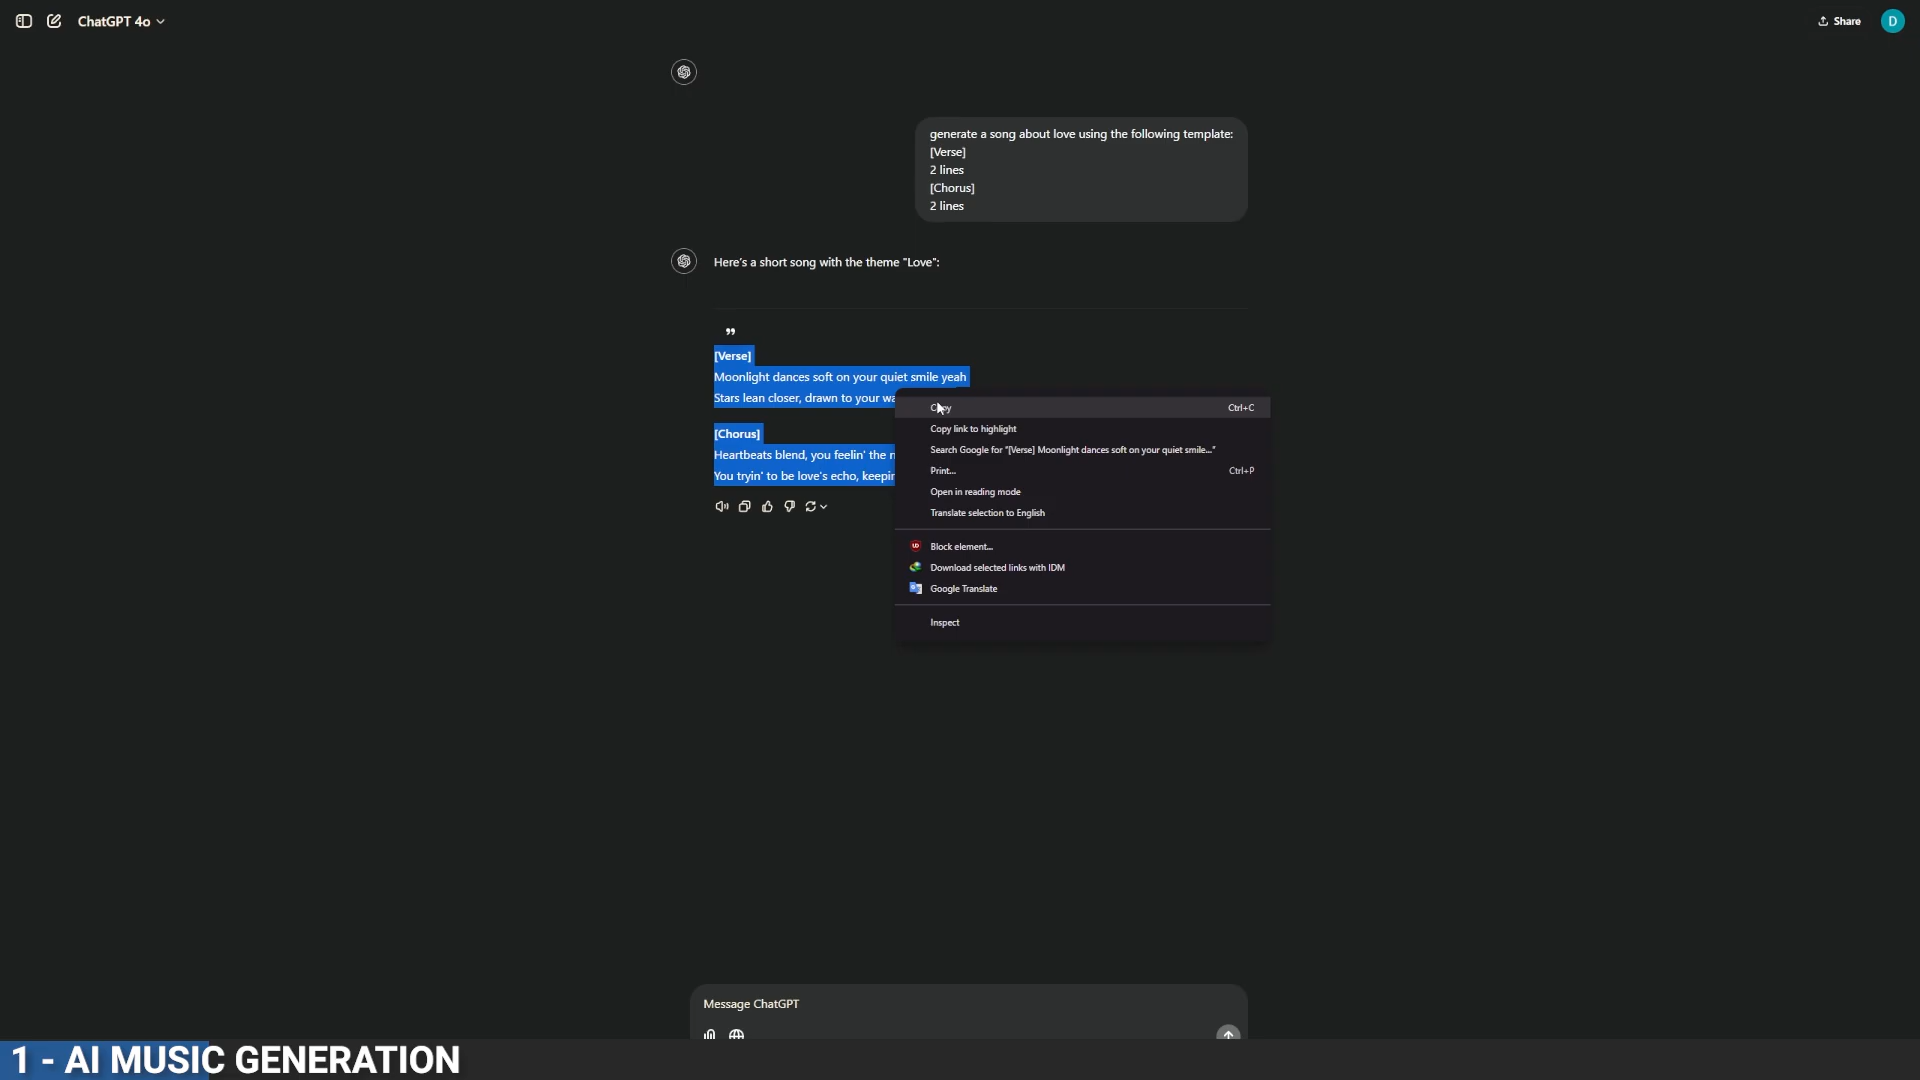 ChatGPT 4o
Share
D
generate a song about love using the following template:
[Verse]
2 lines
[Chorus]
2 lines
Here's a short song with the theme "Love":
[Verse]
Moonlight dances soft on your quiet smile yeah
Stars lean closer, drawn to your
[Chorus]
Heartbeats blend, you feelin' the
You tryin' to be love's echo,
Copy Ctrl+C
Copy link to highlight
Search Google for "[Verse] Moonlight dances soft on your quiet smile..."
Print... Ctrl+P
Open in reading mode
Translate selection to English
Block element...
Download selected links with IDM
Google Translate
Inspect
Message ChatGPT
1 - AI MUSIC GENERATION